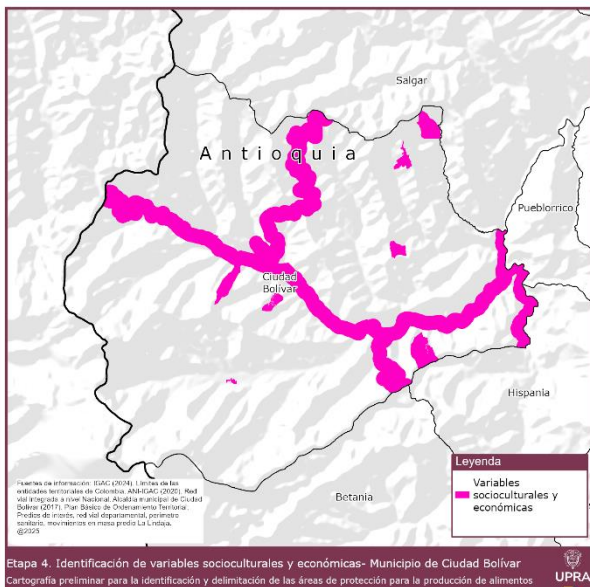 Salgar
Antioquia
Pueblorrico
Ciudad
Bolívar
Hispania
Betania
Leyenda
Variables
socioculturales y
económicas
Fuentes de información: IGAC (2024). Límites de las
entidades territoriales de Colombia. ANI-IGAC (2020). Red
vial integrada a nivel Nacional. Alcaldía municipal de Ciudad
Bolívar (2017). Plan Básico de Ordenamiento Territorial:
Predios de interés, red vial departamental, perímetro
sanitario, movimientos en masa predio La Lindaja.
@2025
Etapa 4. Identificación de variables socioculturales y económicas- Municipio de Ciudad Bolívar
Cartografía preliminar para la identificación y delimitación de las áreas de protección para la producción de alimentos
UPRA